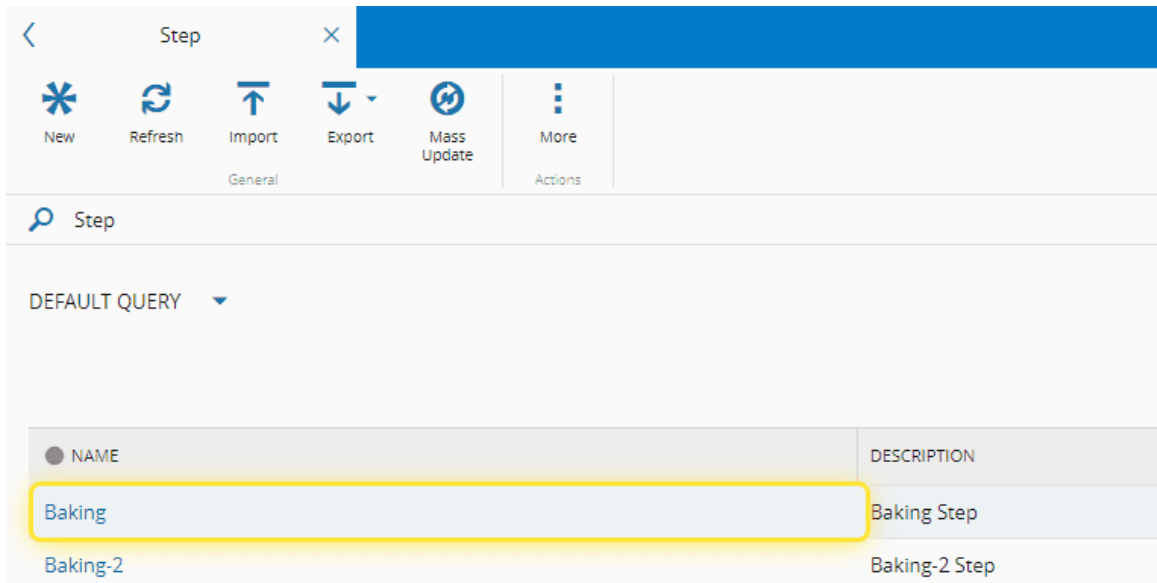 Step
New Refresh Import Export Mass Update More
General Actions
Step
DEFAULT QUERY
NAME DESCRIPTION
Baking Baking Step
Baking-2 Baking-2 Step